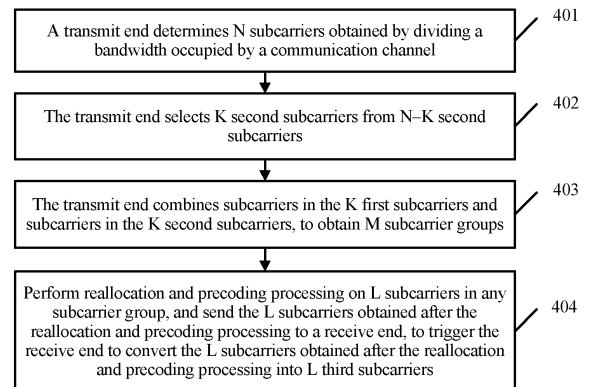 A transmit end determines N subcarriers obtained by dividing a
bandwidth occupied by a communication channel
401
The transmit end selects K second subcarriers from N–K second
subcarriers
402
The transmit end combines subcarriers in the K first subcarriers and
subcarriers in the K second subcarriers, to obtain M subcarrier groups
403
Perform reallocation and precoding processing on L subcarriers in any
subcarrier group, and send the L subcarriers obtained after the
reallocation and precoding processing to a receive end, to trigger the
receive end to convert the L subcarriers obtained after the reallocation
and precoding processing into L third subcarriers
404